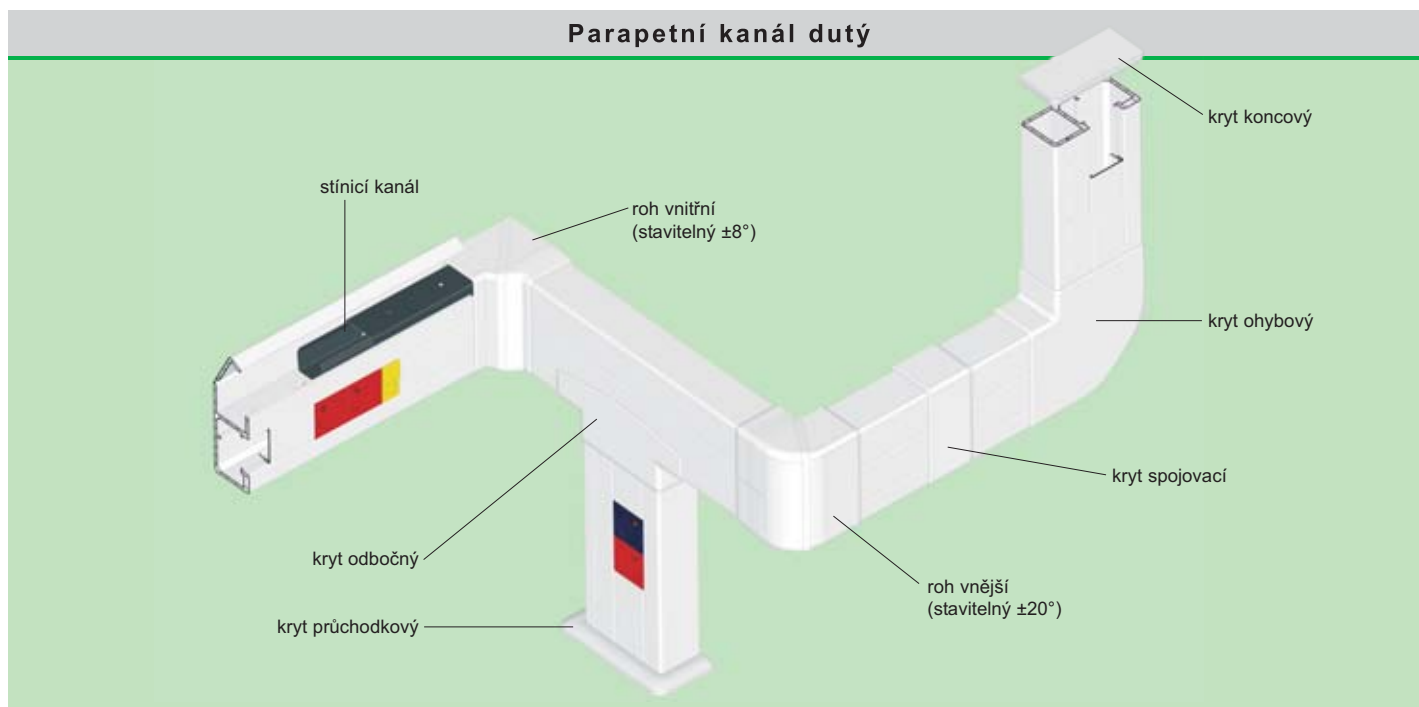 Parapetní kanál dutý
kryt koncový
stínicí kanál
roh vnitřní
(stavitelný ±8°)
kryt ohybový
kryt spojovací
kryt odbočný
roh vnější
(stavitelný ±20°)
kryt průchodkový